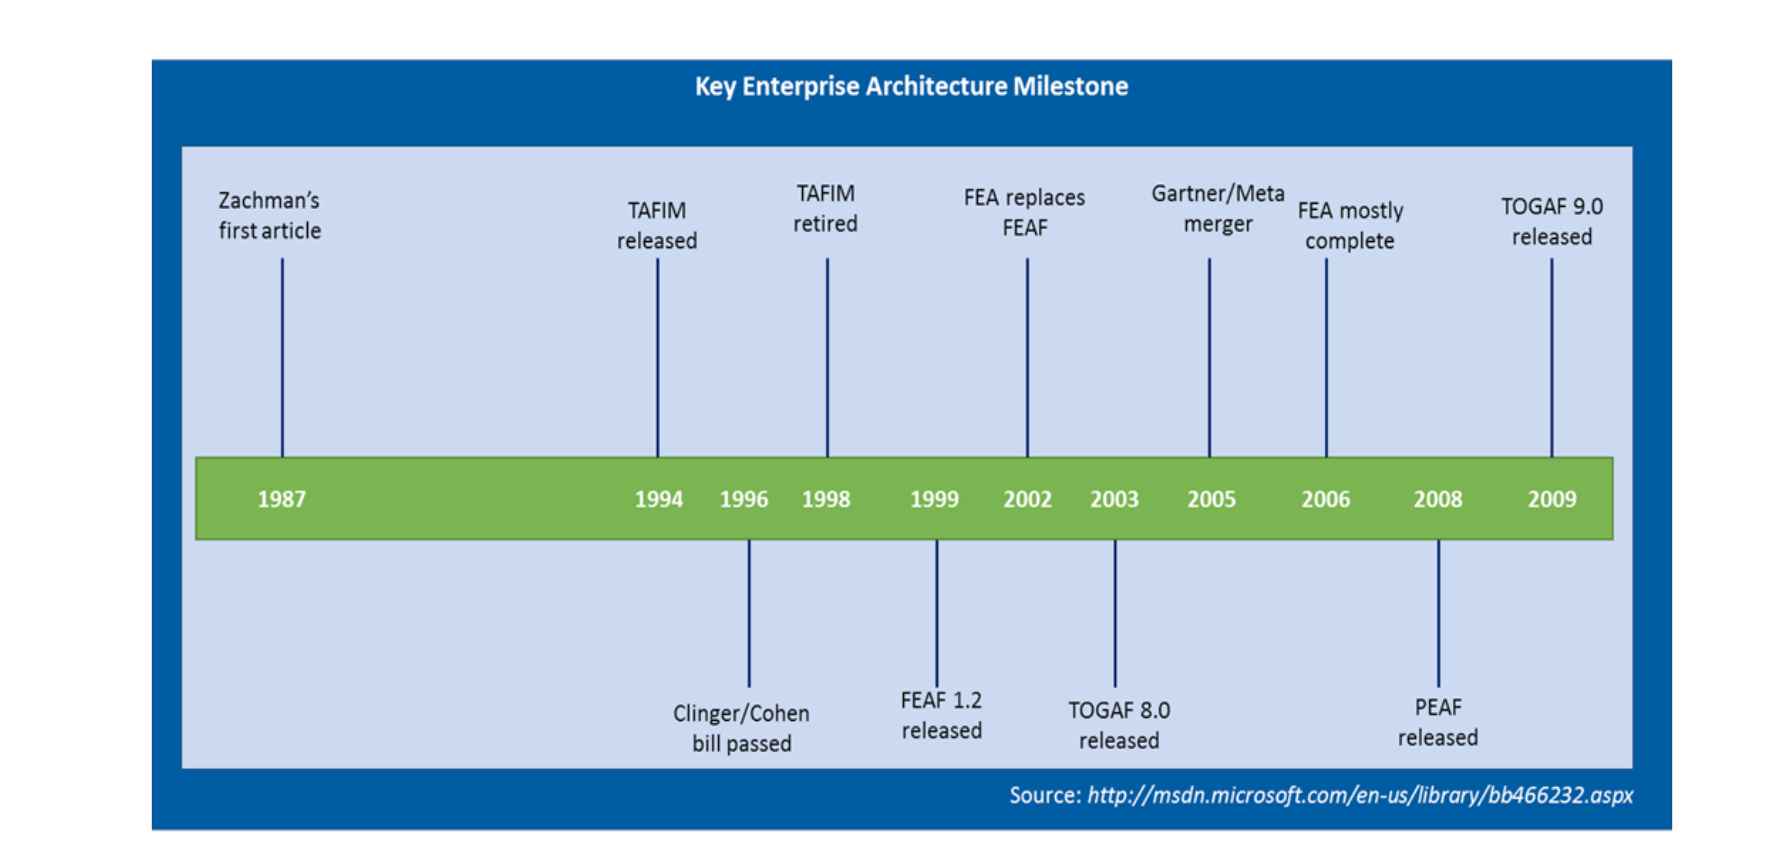 Key Enterprise Architecture Milestone
Zachman's
first article
TAFIM
released
TAFIM
retired
FEA replaces
FEAF
Gartner/Meta
merger
FEA mostly
complete
TOGAF 9.0
released
1987 1994 1996 1998 1999 2002 2003 2005 2006 2008 2009
Clinger/Cohen
bill passed
FEAF 1.2
released
TOGAF 8.0
released
PEAF
released
Source: http://msdn.microsoft.com/en-us/library/bb466232.aspx